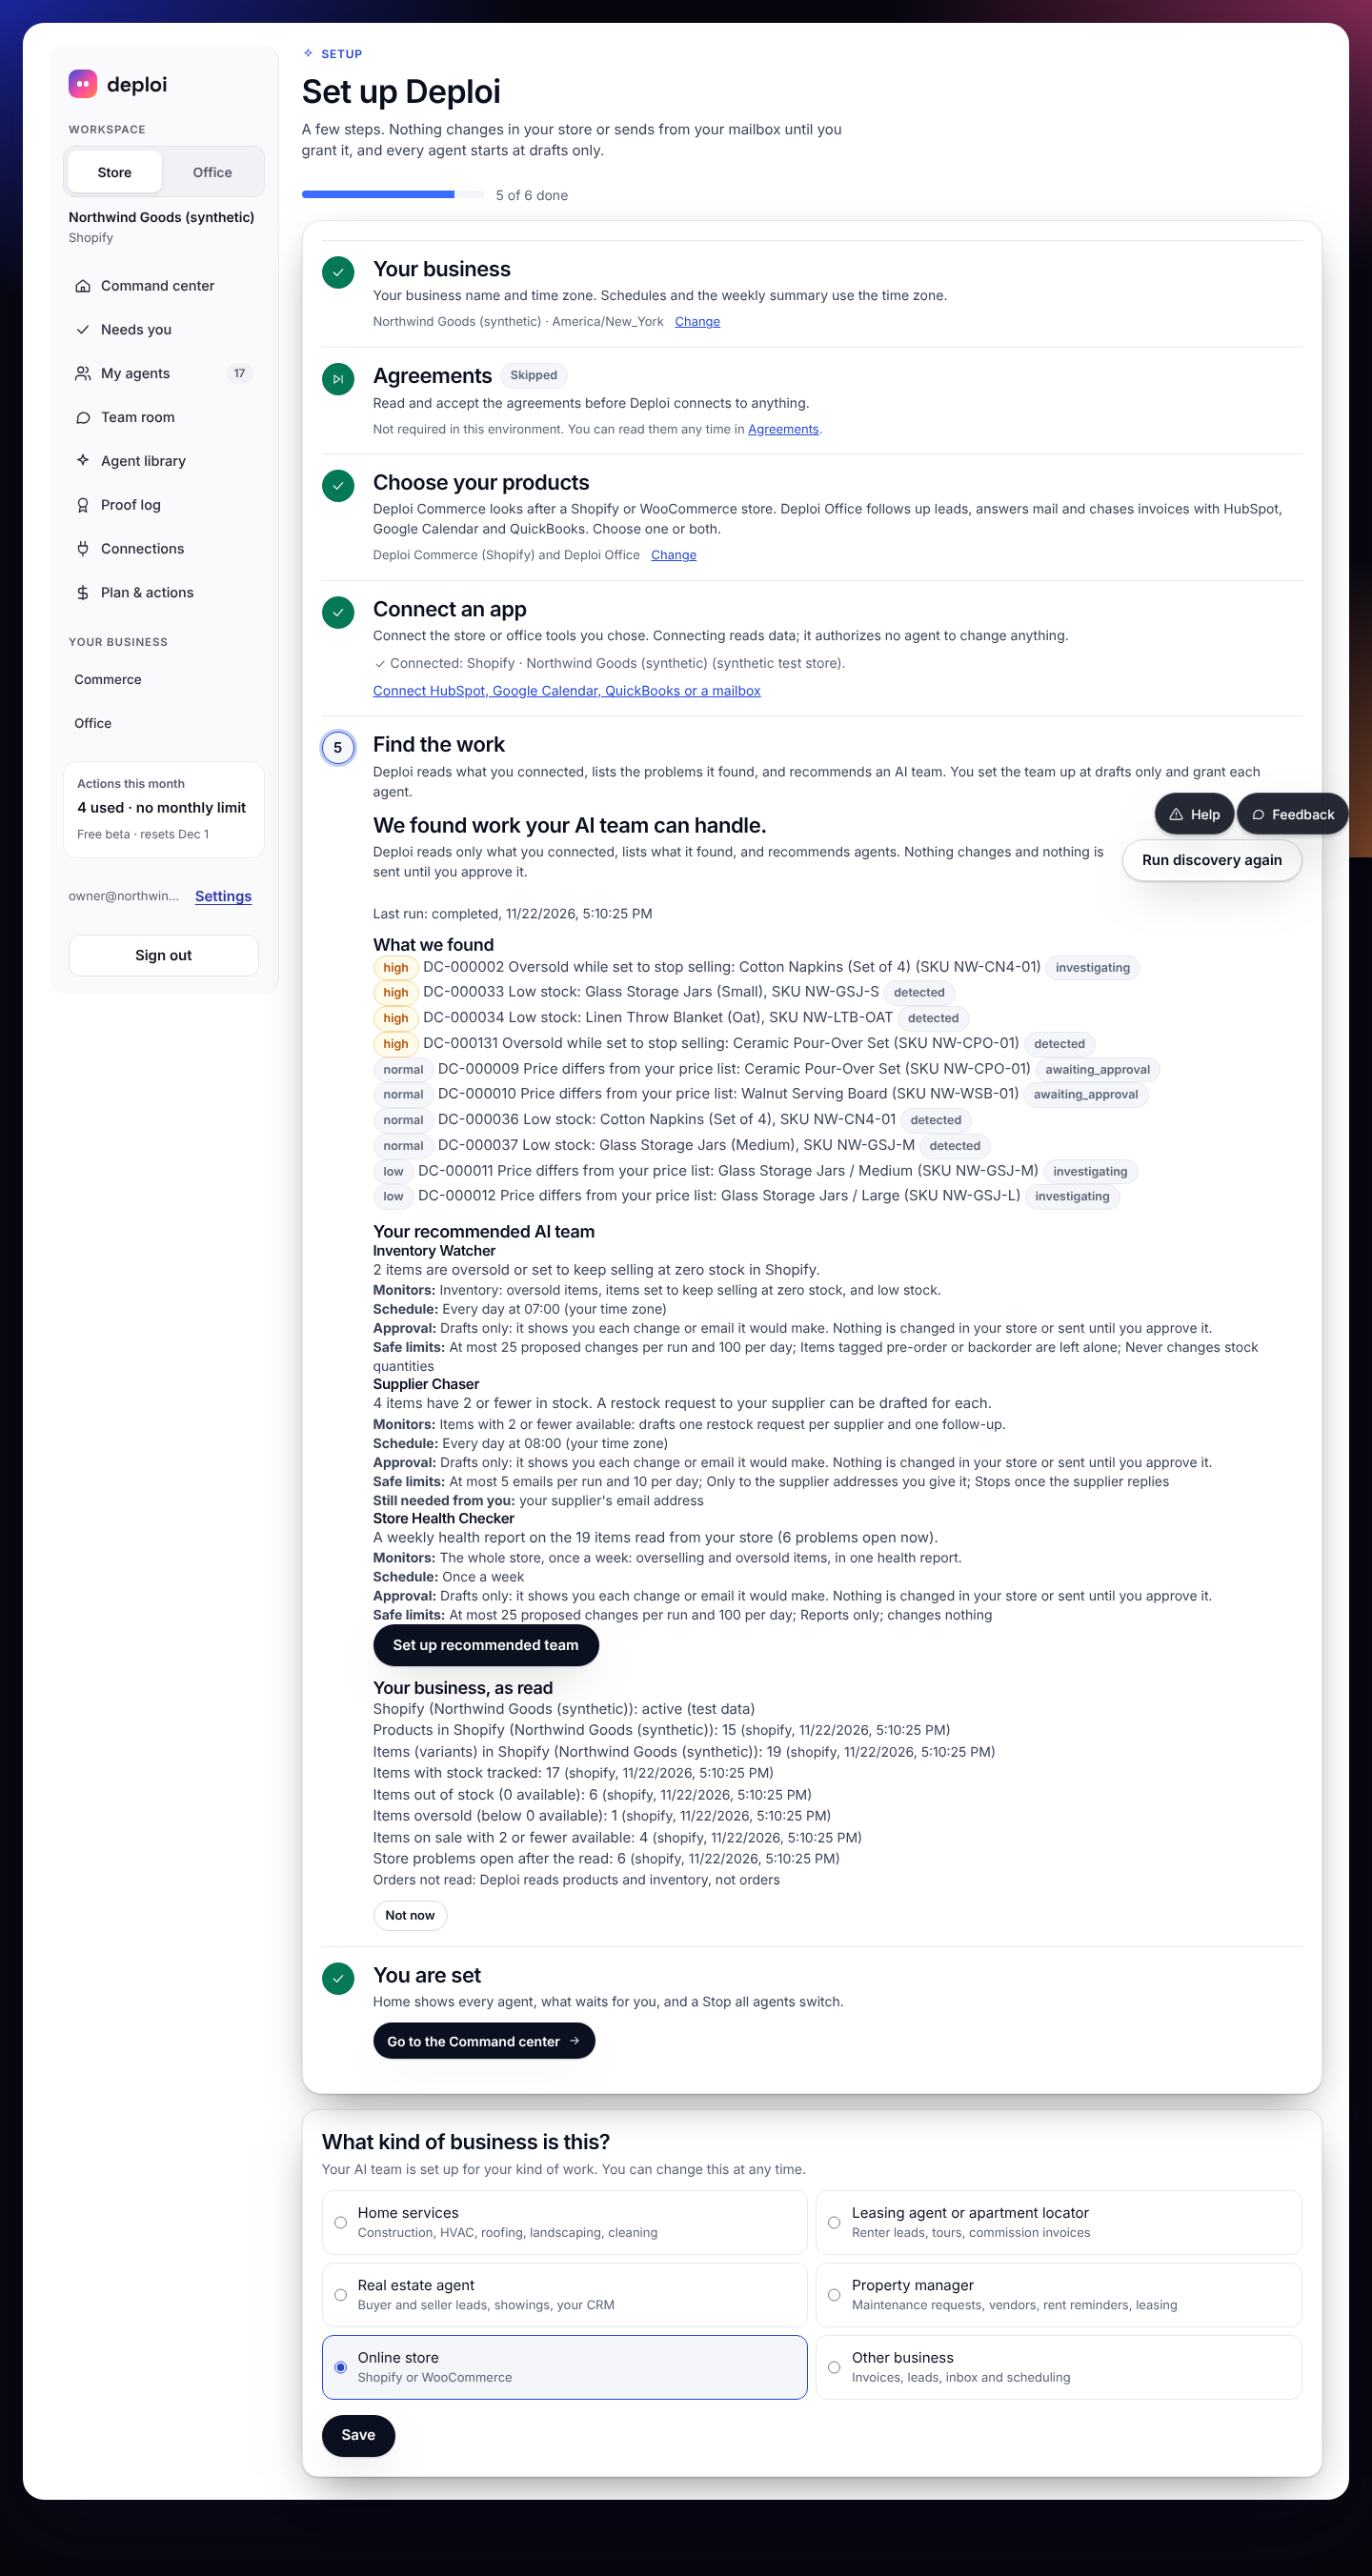 deploi
WORKSPACE
Store
Office
Northwind Goods (synthetic)
Shopify
Command center
Needs you
My agents
17
Team room
Agent library
Proof log
Connections
Plan & actions
YOUR BUSINESS
Commerce
Office
Actions this month
4 used · no monthly limit
Free beta · resets Dec 1
owner@northwin...
Settings
Sign out
SETUP
Set up Deploi
A few steps. Nothing changes in your store or sends from your mailbox until you
grant it, and every agent starts at drafts only.
5 of 6 done
Your business
Your business name and time zone. Schedules and the weekly summary use the time zone.
Northwind Goods (synthetic) · America/New_York Change
Agreements Skipped
Read and accept the agreements before Deploi connects to anything.
Not required in this environment. You can read them any time in Agreements.
Choose your products
Deploi Commerce looks after a Shopify or WooCommerce store. Deploi Office follows up leads, answers mail and chases invoices with HubSpot,
Google Calendar and QuickBooks. Choose one or both.
Deploi Commerce (Shopify) and Deploi Office Change
Connect an app
Connect the store or office tools you chose. Connecting reads data; it authorizes no agent to change anything.
Connected: Shopify · Northwind Goods (synthetic) (synthetic test store).
Connect HubSpot, Google Calendar, QuickBooks or a mailbox
5
Find the work
Deploi reads what you connected, lists the problems it found, and recommends an AI team. You set the team up at drafts only and grant each
agent.
Help
Feedback
We found work your AI team can handle.
Deploi reads only what you connected, lists what it found, and recommends agents. Nothing changes and nothing is
sent until you approve it.
Run discovery again
Last run: completed, 11/22/2026, 5:10:25 PM
What we found
high DC-000002 Oversold while set to stop selling: Cotton Napkins (Set of 4) (SKU NW-CN4-01) investigating
high DC-000033 Low stock: Glass Storage Jars (Small), SKU NW-GSJ-S detected
high DC-000034 Low stock: Linen Throw Blanket (Oat), SKU NW-LTB-OAT detected
high DC-000131 Oversold while set to stop selling: Ceramic Pour-Over Set (SKU NW-CPO-01) detected
normal DC-000009 Price differs from your price list: Ceramic Pour-Over Set (SKU NW-CPO-01) awaiting_approval
normal DC-000010 Price differs from your price list: Walnut Serving Board (SKU NW-WSB-01) awaiting_approval
normal DC-000036 Low stock: Cotton Napkins (Set of 4), SKU NW-CN4-01 detected
normal DC-000037 Low stock: Glass Storage Jars (Medium), SKU NW-GSJ-M detected
low DC-000011 Price differs from your price list: Glass Storage Jars / Medium (SKU NW-GSJ-M) investigating
low DC-000012 Price differs from your price list: Glass Storage Jars / Large (SKU NW-GSJ-L) investigating
Your recommended AI team
Inventory Watcher
2 items are oversold or set to keep selling at zero stock in Shopify.
Monitors: Inventory: oversold items, items set to keep selling at zero stock, and low stock.
Schedule: Every day at 07:00 (your time zone)
Approval: Drafts only: it shows you each change or email it would make. Nothing is changed in your store or sent until you approve it.
Safe limits: At most 25 proposed changes per run and 100 per day; Items tagged pre-order or backorder are left alone; Never changes stock
quantities
Supplier Chaser
4 items have 2 or fewer in stock. A restock request to your supplier can be drafted for each.
Monitors: Items with 2 or fewer available: drafts one restock request per supplier and one follow-up.
Schedule: Every day at 08:00 (your time zone)
Approval: Drafts only: it shows you each change or email it would make. Nothing is changed in your store or sent until you approve it.
Safe limits: At most 5 emails per run and 10 per day; Only to the supplier addresses you give it; Stops once the supplier replies
Still needed from you: your supplier's email address
Store Health Checker
A weekly health report on the 19 items read from your store (6 problems open now).
Monitors: The whole store, once a week: overselling and oversold items, in one health report.
Schedule: Once a week
Approval: Drafts only: it shows you each change or email it would make. Nothing is changed in your store or sent until you approve it.
Safe limits: At most 25 proposed changes per run and 100 per day; Reports only; changes nothing
Set up recommended team
Your business, as read
Shopify (Northwind Goods (synthetic)): active (test data)
Products in Shopify (Northwind Goods (synthetic)): 15 (shopify, 11/22/2026, 5:10:25 PM)
Items (variants) in Shopify (Northwind Goods (synthetic)): 19 (shopify, 11/22/2026, 5:10:25 PM)
Items with stock tracked: 17 (shopify, 11/22/2026, 5:10:25 PM)
Items out of stock (0 available): 6 (shopify, 11/22/2026, 5:10:25 PM)
Items oversold (below 0 available): 1 (shopify, 11/22/2026, 5:10:25 PM)
Items on sale with 2 or fewer available: 4 (shopify, 11/22/2026, 5:10:25 PM)
Store problems open after the read: 6 (shopify, 11/22/2026, 5:10:25 PM)
Orders not read: Deploi reads products and inventory, not orders
Not now
You are set
Home shows every agent, what waits for you, and a Stop all agents switch.
Go to the Command center
What kind of business is this?
Your AI team is set up for your kind of work. You can change this at any time.
Home services
Construction, HVAC, roofing, landscaping, cleaning
Leasing agent or apartment locator
Renter leads, tours, commission invoices
Real estate agent
Buyer and seller leads, showings, your CRM
Property manager
Maintenance requests, vendors, rent reminders, leasing
Online store
Shopify or WooCommerce
Other business
Invoices, leads, inbox and scheduling
Save